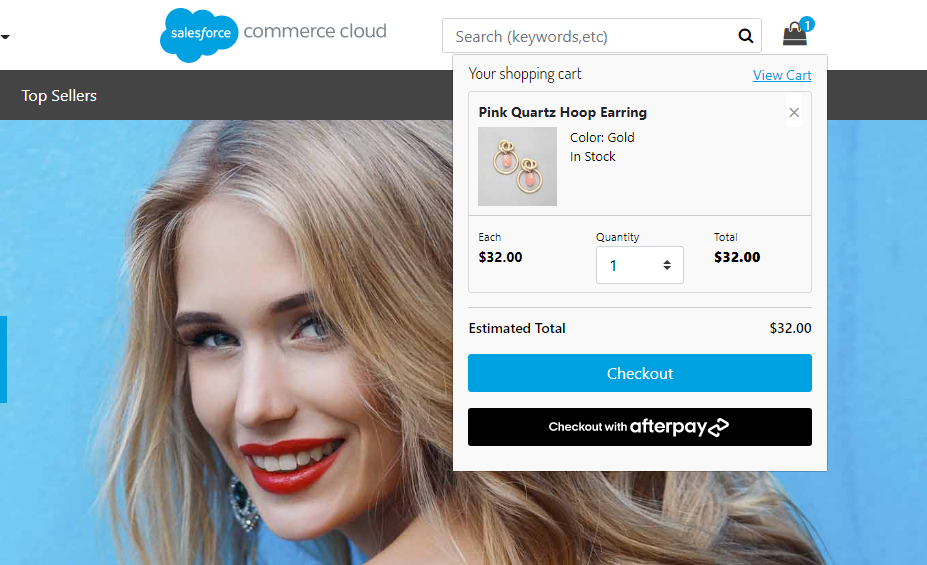 salesforce commerce cloud
Search (keywords,etc)
1
Your shopping cart
View Cart
Top Sellers
Pink Quartz Hoop Earring
×
Color: Gold
In Stock
Each
Quantity
Total
$32.00
1
$32.00
Estimated Total
$32.00
Checkout
Checkout with afterpay